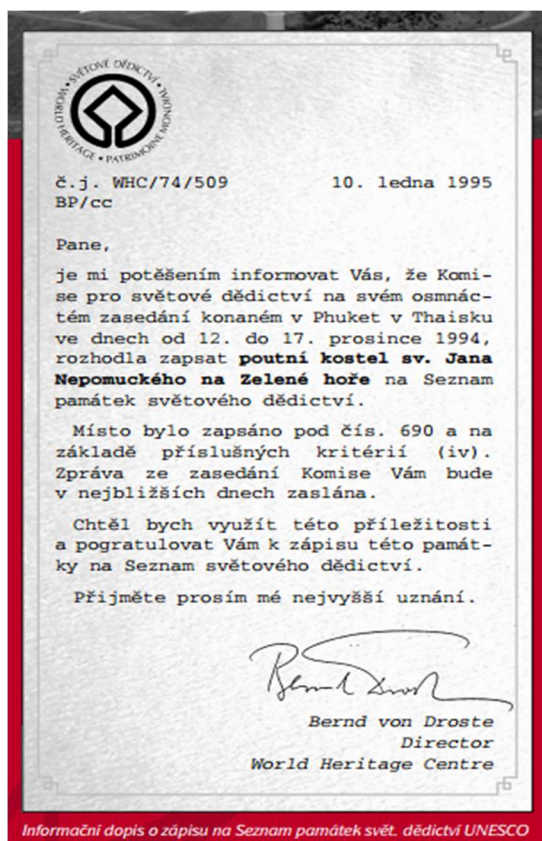 SVĚTOVÉ DĚDICTVÍ • WORLD HERITAGE • PATRIMOINE MONDIAL •
č.j. WHC/74/509 10. ledna 1995
BP/cc
Pane,
je mi potěšením informovat Vás, že Komi-
se pro světové dědictví na svém osmnác-
tém zasedání konaném v Phuket v Thaisku
ve dnech od 12. do 17. prosince 1994,
rozhodla zapsat poutní kostel sv. Jana
Nepomuckého na Zelené hoře na Seznam
památek světového dědictví.
Místo bylo zapsáno pod čís. 690 a na
základě příslušných kritérií (iv).
Zpráva ze zasedání Komise Vám bude
v nejbližších dnech zaslána.
Chtěl bych využít této příležitosti
a pogratulovat Vám k zápisu této památ-
ky na Seznam světového dědictví.
Přijměte prosím mé nejvyšší uznání.
Bernd von Droste
Director
World Heritage Centre
Informační dopis o zápisu na Seznam památek svět. dědictví UNESCO